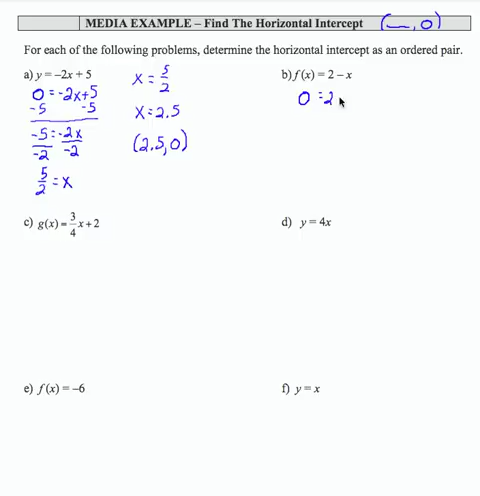 MEDIA EXAMPLE – Find The Horizontal Intercept (__, 0)
For each of the following problems, determine the horizontal intercept as an ordered pair.
a) y = –2x + 5
0 = -2x+5
-5 -5
-5 = -2x
-2 -2
5/2 = x
x = 5/2
x = 2.5
(2.5, 0)
b) f(x) = 2 – x
0 = 2
c) g(x) = 3/4 x + 2
d) y = 4x
e) f(x) = –6
f) y = x